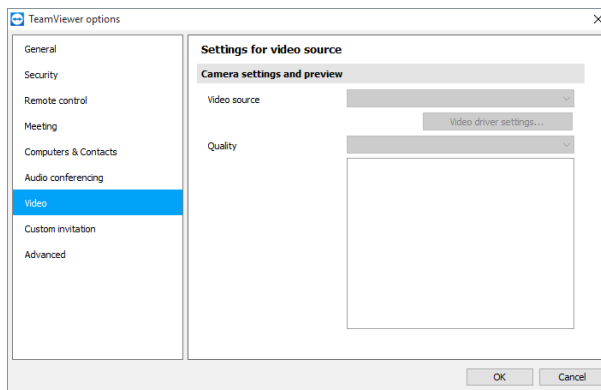 TeamViewer options
General
Security
Remote control
Meeting
Computers & Contacts
Audio conferencing
Video
Custom invitation
Advanced
Settings for video source
Camera settings and preview
Video source
Video driver settings...
Quality
OK
Cancel